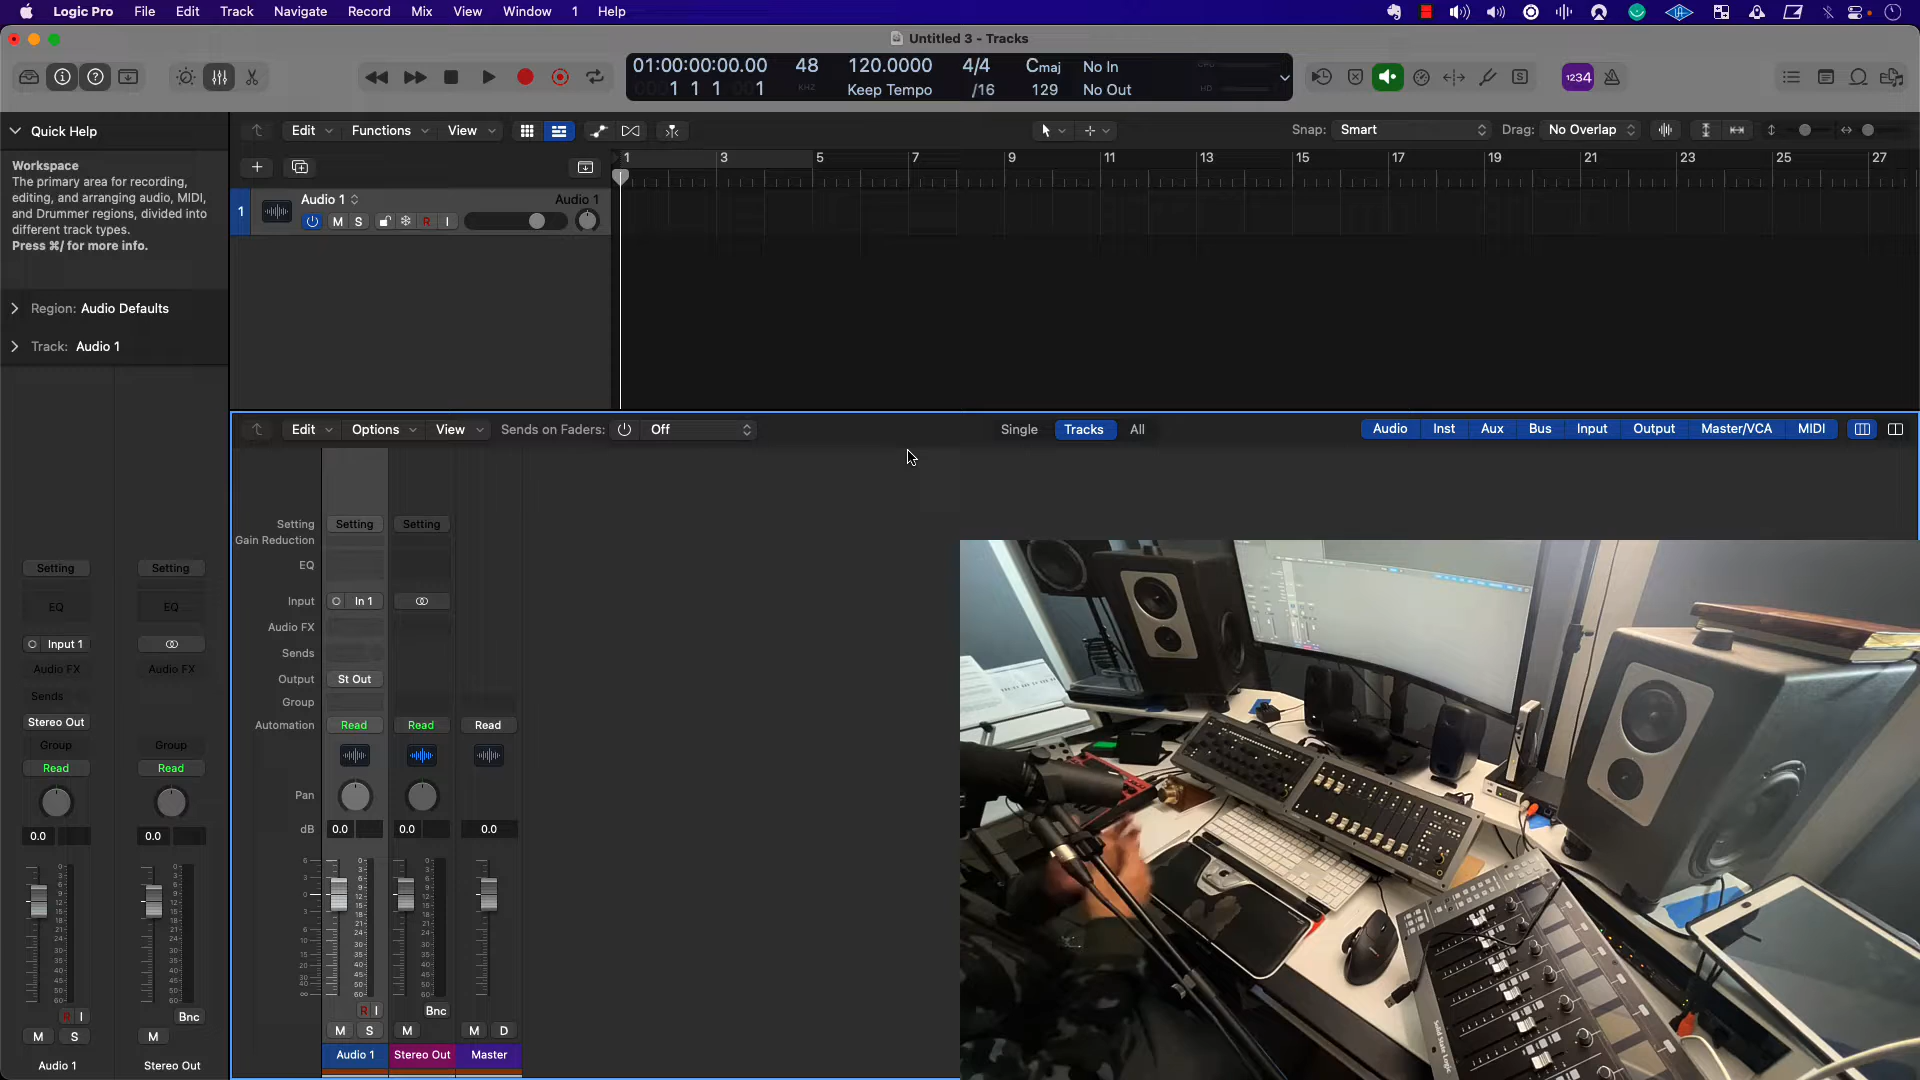 Logic Pro File Edit Track Navigate Record Mix View Window 1 Help
Untitled 3 - Tracks
01:00:00:00.00 48 120.0000 4/4 Cmaj No In
1 1 1 1 KHZ Keep Tempo /16 129 No Out
CPU
HD
1234
Quick Help
Edit Functions View
Snap: Smart
Drag: No Overlap
1 3 5 7 9 11 13 15 17 19 21 23 25 27
Workspace
The primary area for recording,
editing, and arranging audio, MIDI,
and Drummer regions, divided into
different track types.
Press ⌘/ for more info.
1 Audio 1 Audio 1
M S R I
Region: Audio Defaults
Track: Audio 1
Edit Options View Sends on Faders: Off
Single Tracks All
Audio Inst Aux Bus Input Output Master/VCA MIDI
Setting Setting Setting
Gain Reduction
EQ
Input In 1
Audio FX
Sends
Output St Out
Group
Automation Read Read Read
Pan
dB 0.0 0.0 0.0
R I Bnc
M S M M D
Audio 1 Stereo Out Master
Setting Setting
EQ EQ
Input 1
Audio FX Audio FX
Sends
Stereo Out
Group Group
Read Read
0.0 0.0
R I Bnc
M S M
Audio 1 Stereo Out
Solid State Logic